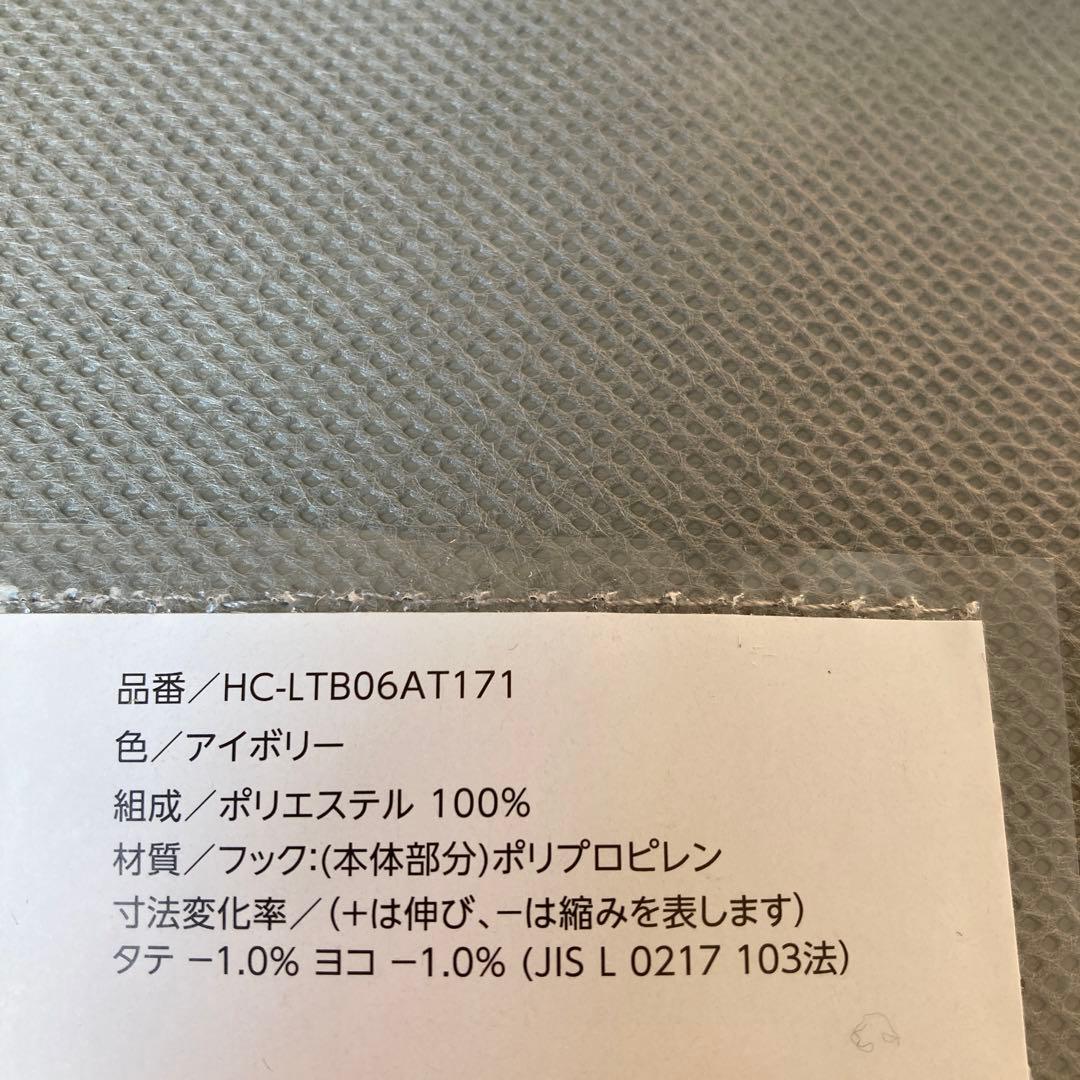 品番／HC-LTB06AT171
色／アイボリー
組成／ポリエステル 100%
材質／フック:(本体部分)ポリプロピレン
寸法変化率／(＋は伸び、－は縮みを表します)
タテ －1.0% ヨコ －1.0% (JIS L 0217 103法)